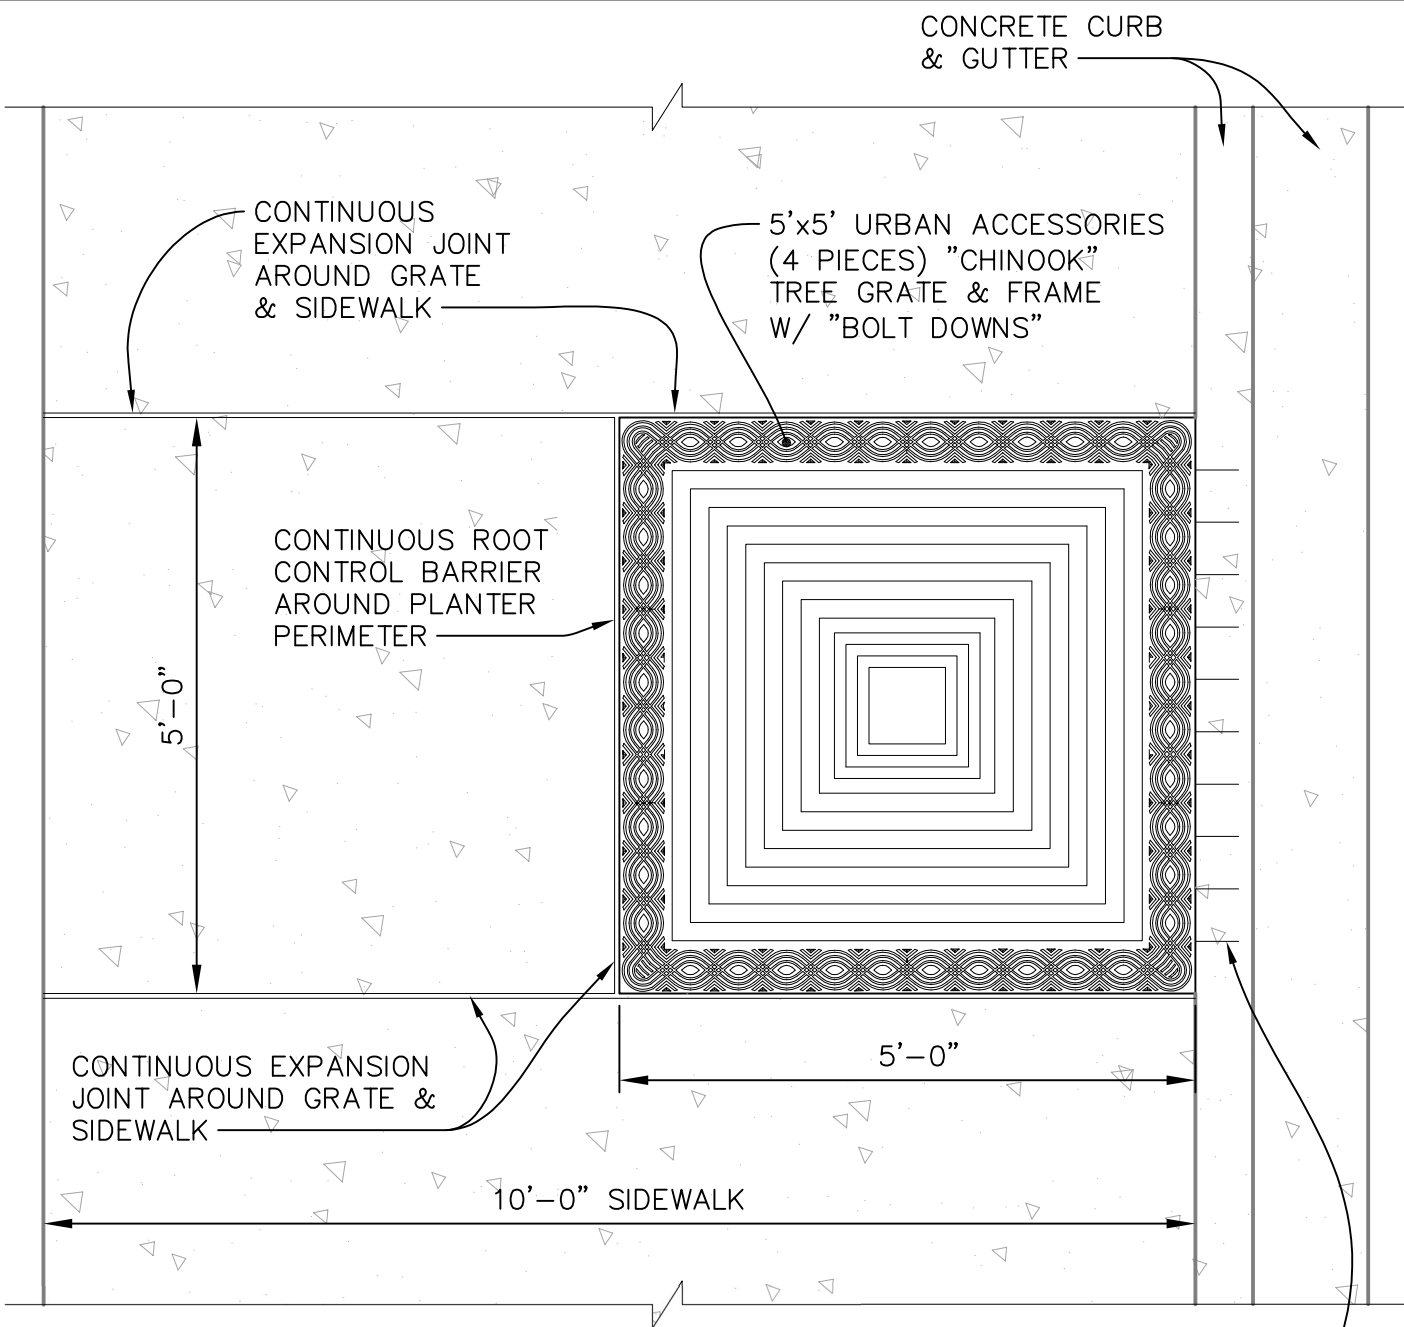 CONCRETE CURB
& GUTTER
CONTINUOUS
EXPANSION JOINT
AROUND GRATE
& SIDEWALK
5'x5' URBAN ACCESSORIES
(4 PIECES) "CHINOOK"
TREE GRATE & FRAME
W/ "BOLT DOWNS"
CONTINUOUS ROOT
CONTROL BARRIER
AROUND PLANTER
PERIMETER
5'-0"
5'-0"
CONTINUOUS EXPANSION
JOINT AROUND GRATE &
SIDEWALK
10'-0" SIDEWALK